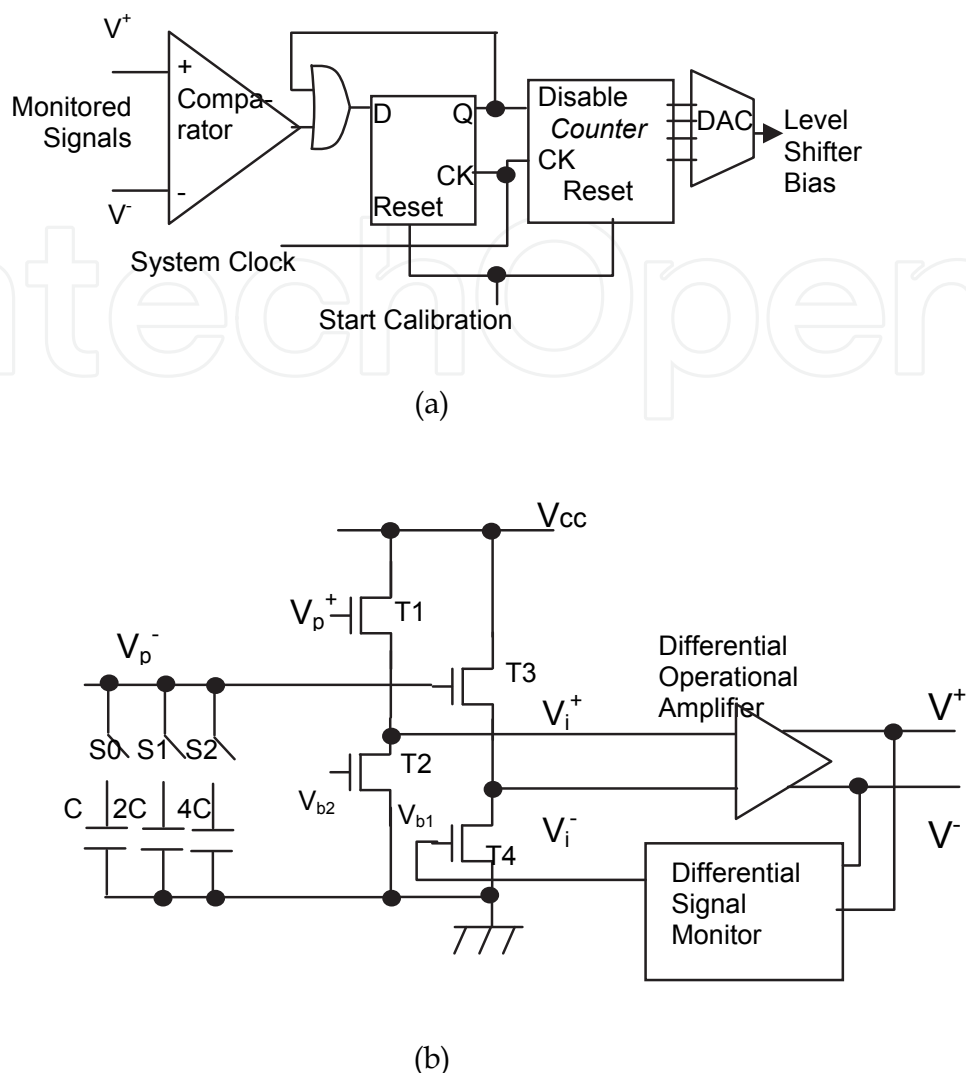 V+
+
Compa-
rator
Monitored
Signals
-
V-
D
Q
CK
Reset
Disable
Counter
CK
Reset
DAC
Level
Shifter
Bias
System Clock
Start Calibration
ntechOpen
(a)
Vcc
Vp+
T1
Vp-
T3
Differential
Operational
Amplifier
Vi+
V+
S0
S1
S2
T2
Vb2
Vb1
C
2C
4C
Vi-
V-
T4
Differential
Signal
Monitor
(b)